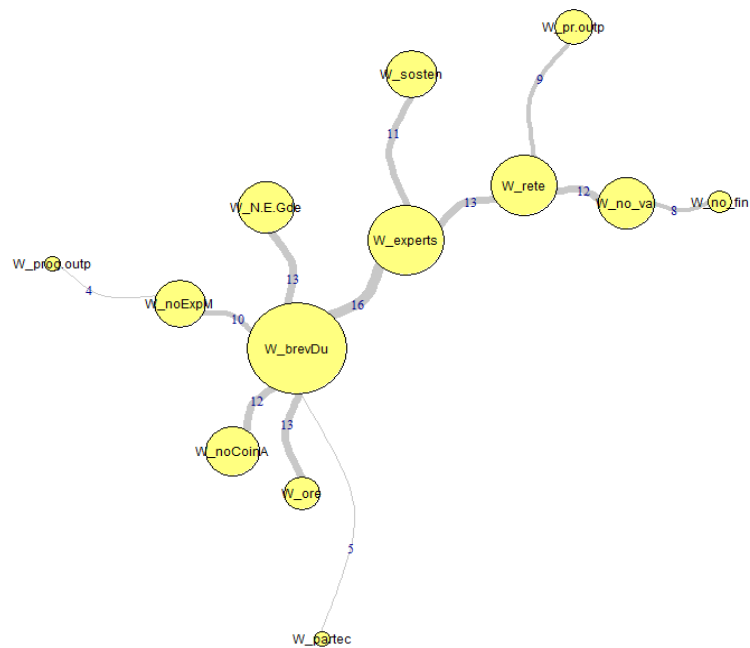 W_pr.outp
W_sosten
9
11
W_rete
12
W_no_va
8
W_no_fin
13
W_N.E.Gde
W_experts
W_prog.outp
13
4
W_noExpM
16
10
W_brevDu
12
13
W_noCoinA
W_ore
5
W_partec